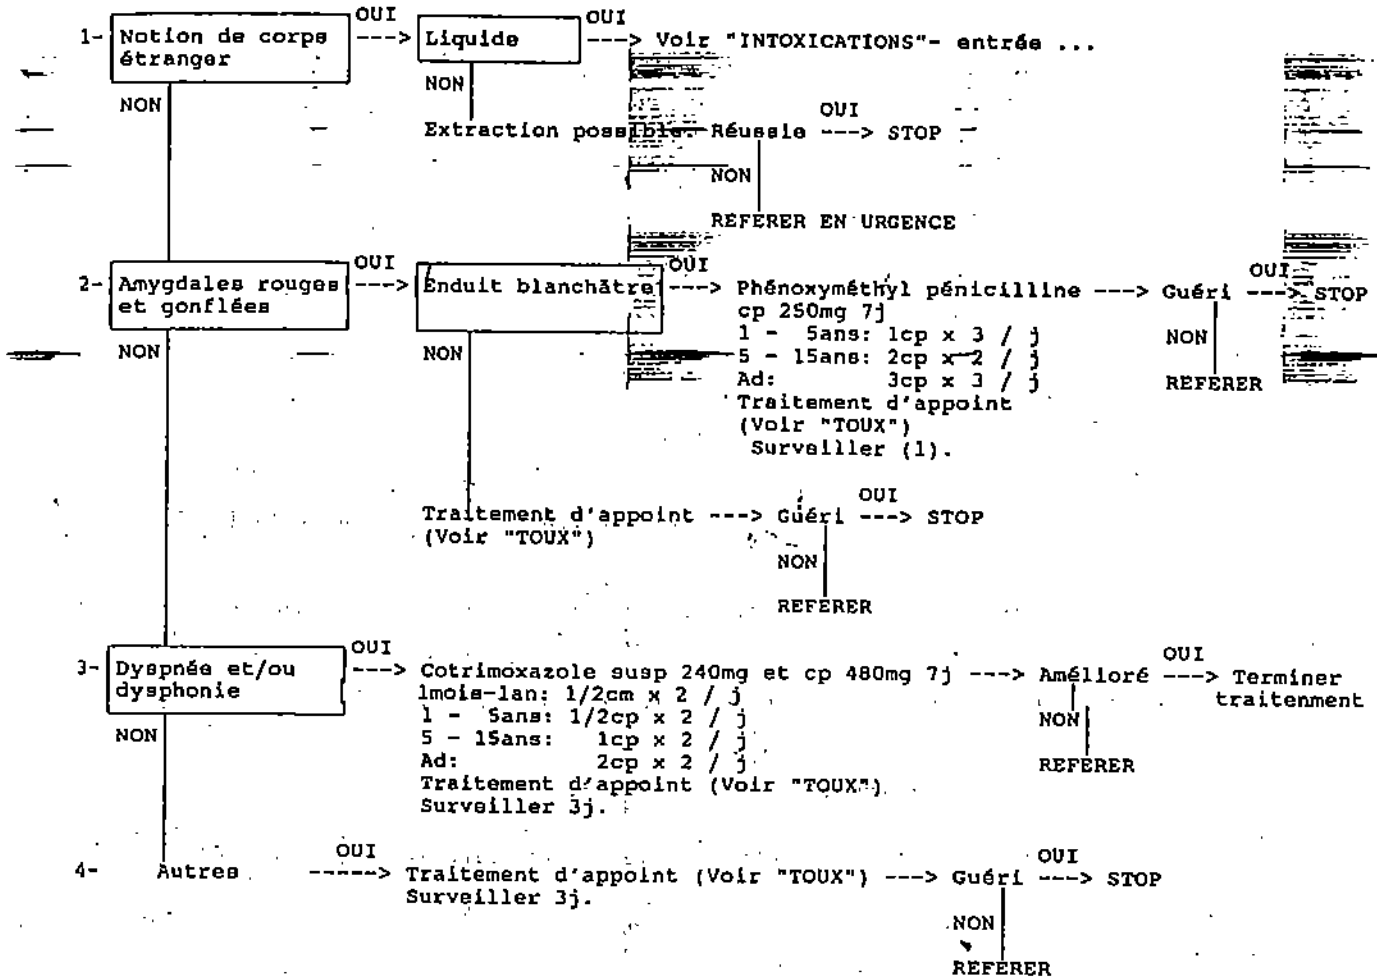 OUI OUI
1- Notion de corps ---> Liquide ---> Voir "INTOXICATIONS"- entrée ...
étranger
NON NON
OUI
Extraction possible. Réussie ---> STOP
NON
REFERER EN URGENCE
OUI OUI OUI
2- Amygdales rouges ---> Enduit blanchâtre ---> Phénoxyméthyl pénicilline ---> Guéri ---> STOP
et gonflées cp 250mg 7j
1 - 5ans: 1cp x 3 / j NON
NON NON 5 - 15ans: 2cp x 2 / j
Ad: 3cp x 3 / j REFERER
Traitement d'appoint
(Voir "TOUX")
Surveiller (1).
OUI
Traitement d'appoint ---> Guéri ---> STOP
(Voir "TOUX")
NON
REFERER
OUI OUI
3- Dyspnée et/ou ---> Cotrimoxazole susp 240mg et cp 480mg 7j ---> Amélioré ---> Terminer
dysphonie 1mois-1an: 1/2cm x 2 / j traitenment
1 - 5ans: 1/2cp x 2 / j NON
NON 5 - 15ans: 1cp x 2 / j
Ad: 2cp x 2 / j REFERER
Traitement d'appoint (Voir "TOUX")
Surveiller 3j.
OUI OUI
4- Autres -----> Traitement d'appoint (Voir "TOUX") ---> Guéri ---> STOP
Surveiller 3j.
NON
REFERER